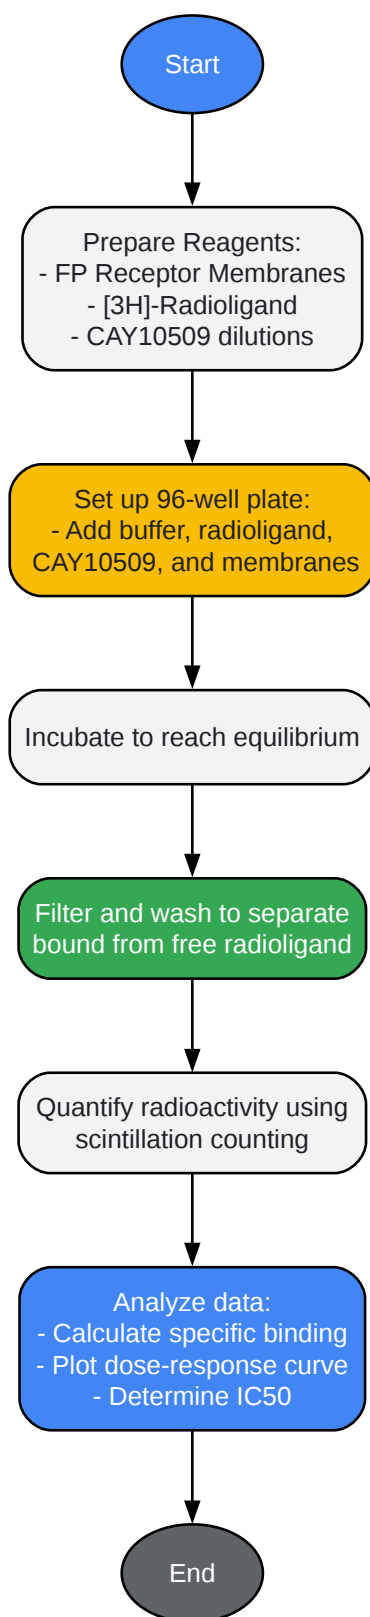 Start
Prepare Reagents:
- FP Receptor Membranes
- [3H]-Radioligand
- CAY10509 dilutions
Set up 96-well plate:
- Add buffer, radioligand,
CAY10509, and membranes
Incubate to reach equilibrium
Filter and wash to separate
bound from free radioligand
Quantify radioactivity using
scintillation counting
Analyze data:
- Calculate specific binding
- Plot dose-response curve
- Determine IC50
End